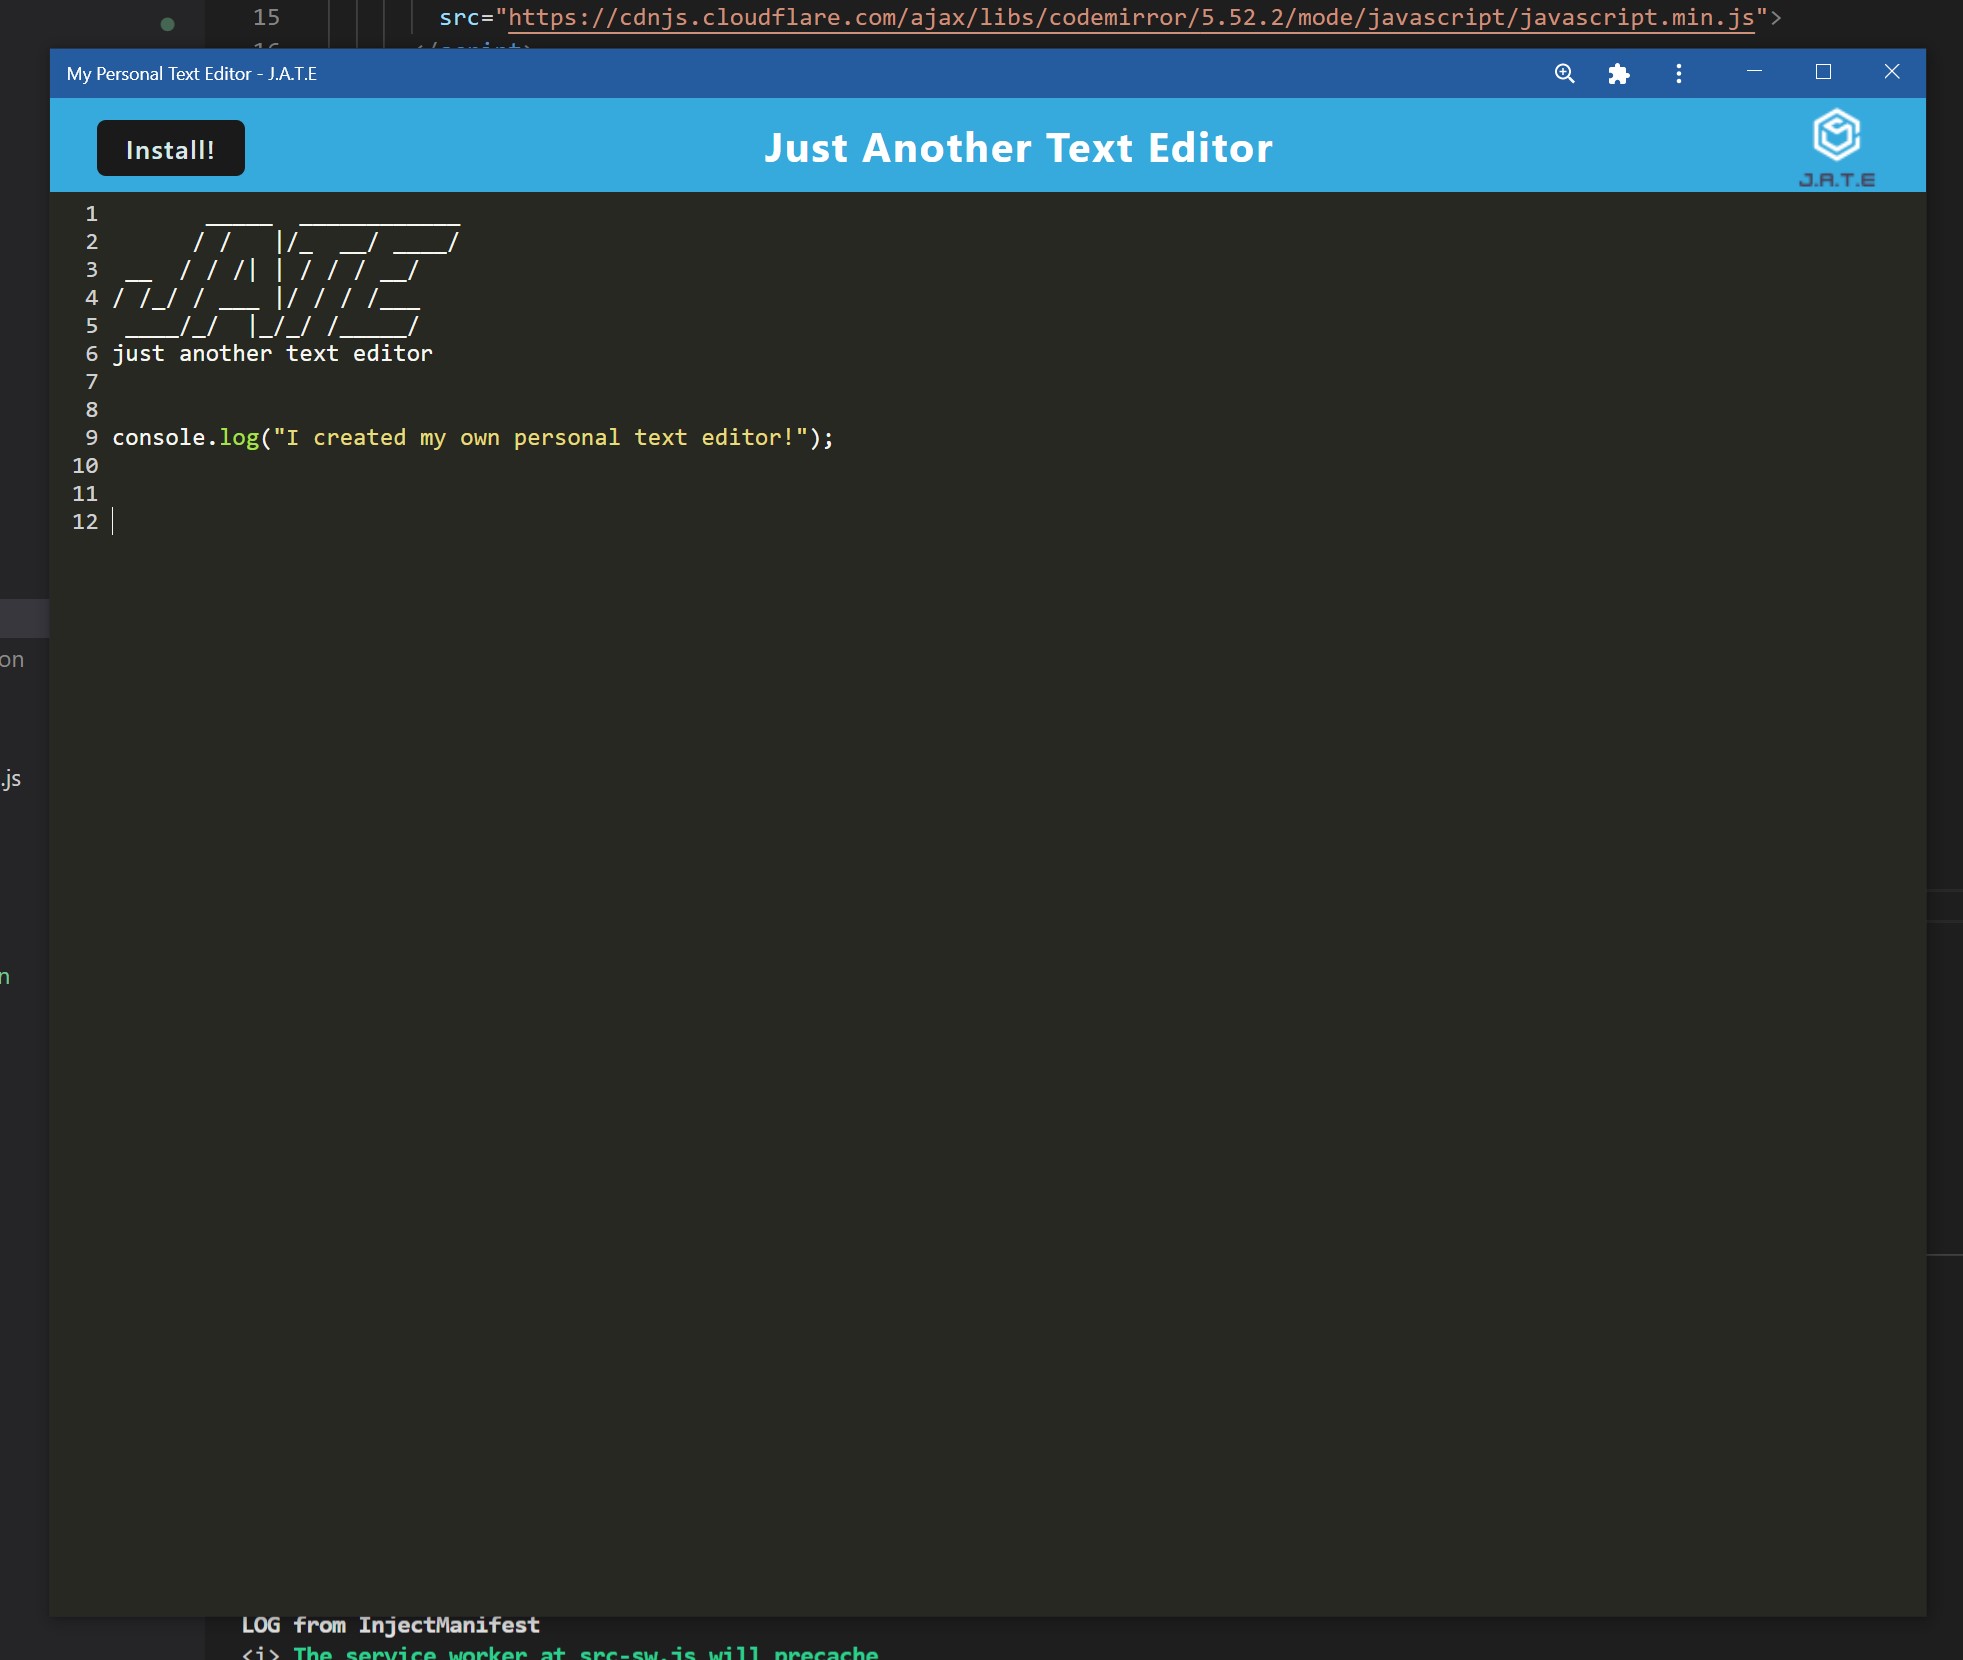 15 src="https://cdnjs.cloudflare.com/ajax/libs/codemirror/5.52.2/mode/javascript/javascript.min.js">
16 </script>
My Personal Text Editor - J.A.T.E
Install!
Just Another Text Editor
J.A.T.E
1        _____  ____________
2       / /   |/_  __/ ____/
3  __  / / /| | / / / __/
4 / /_/ / ___ |/ / / /___
5  ____/_/  |_/_/ /_____/
6 just another text editor
7
8
9 console.log("I created my own personal text editor!");
10
11
12
on
.js
n
LOG from InjectManifest
<i> The service worker at src-sw.js will precache